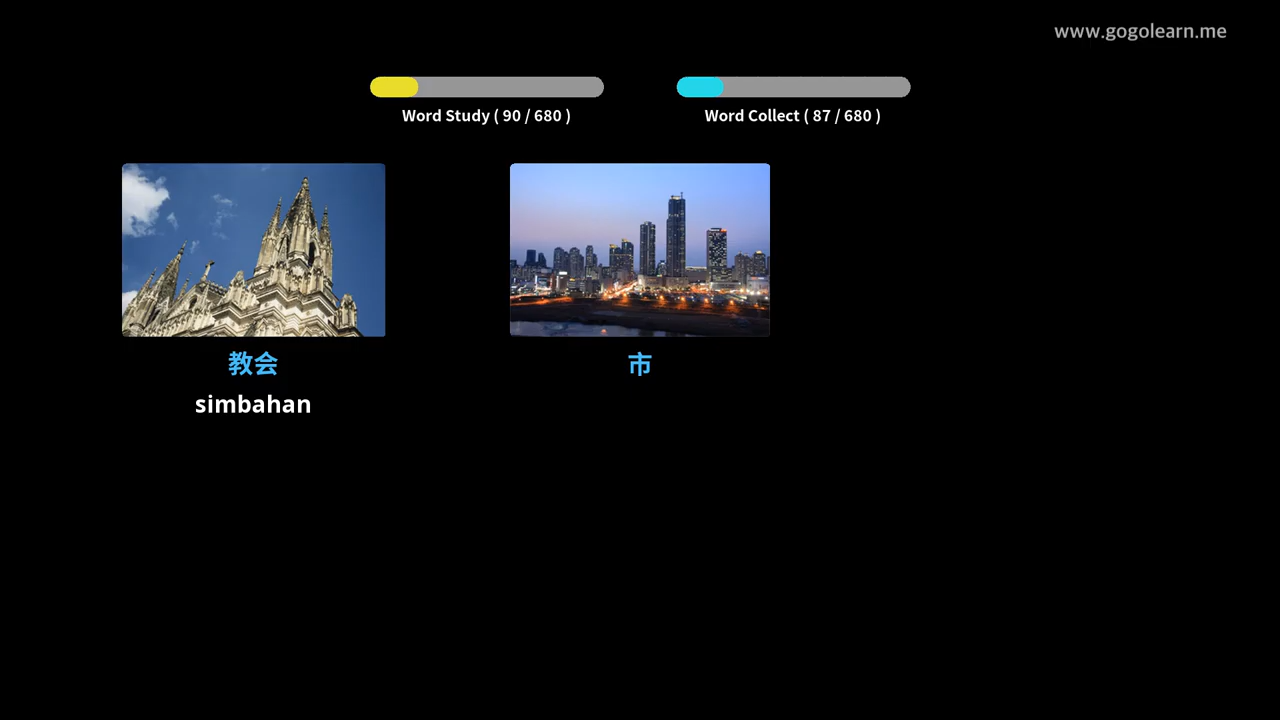 www.gogolearn.me
Word Study ( 90 / 680 )
Word Collect ( 87 / 680 )
教会
市
simbahan